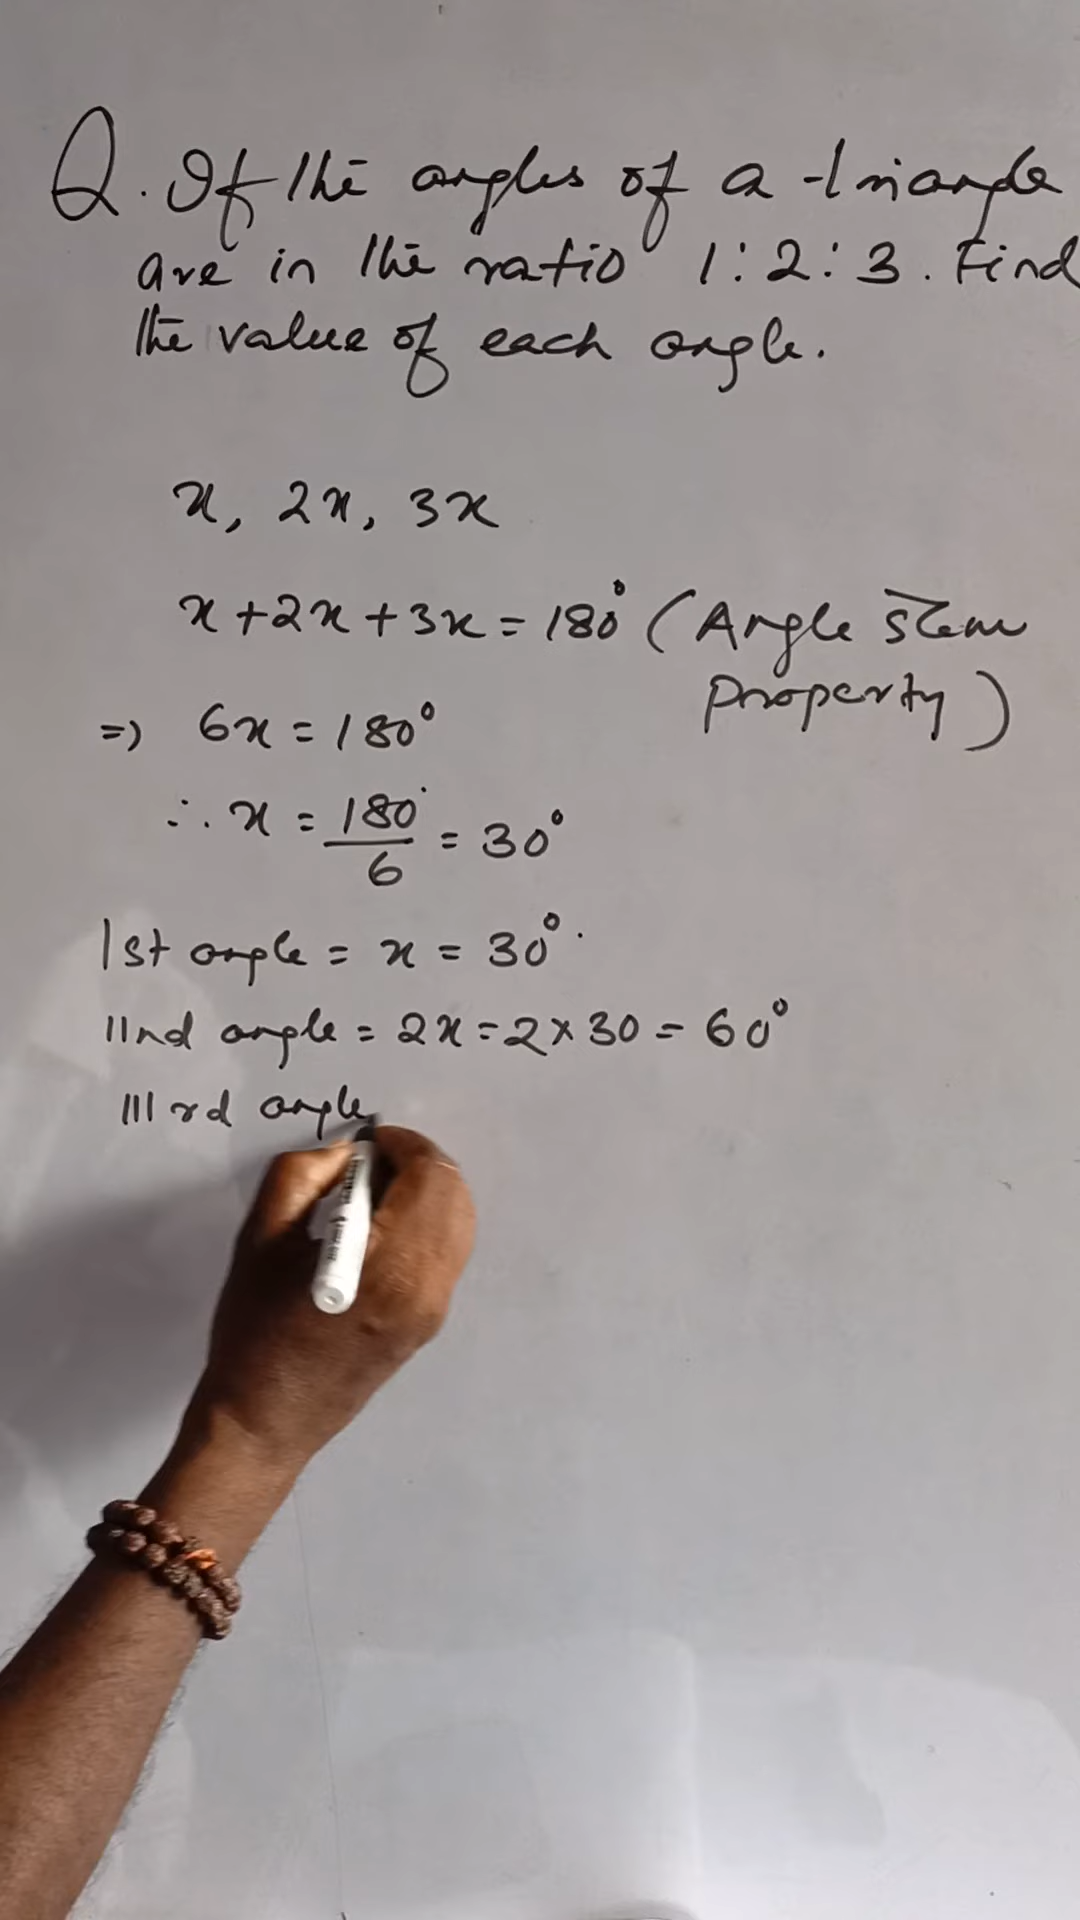 Q. If the angles of a triangle
are in the ratio 1:2:3. Find
the value of each angle.
x, 2x, 3x
x+2x+3x=180° (Angle sum
property)
=> 6x=180°
∴ x = 180°/6 = 30°
1st angle = x = 30°.
IInd angle = 2x = 2×30 = 60°
IIIrd angle